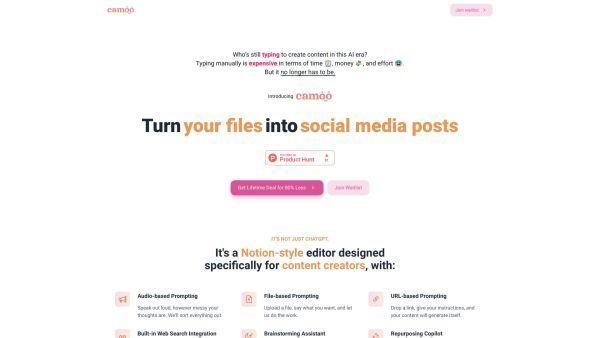 camóó
Join waitlist >
Who's still typing to create content in this AI era?
Typing manually is expensive in terms of time ⏰, money 💸, and effort 😰.
But it no longer has to be.
Introducing camóó
Turn your files into social media posts
Product Hunt
Get Lifetime Deal for 80% Less >
Join Waitlist
IT'S NOT JUST CHATGPT.
It's a Notion-style editor designed
specifically for content creators, with:
Audio-based Prompting
Speak out loud, however messy your
thoughts are. We'll sort everything out.
File-based Prompting
Upload a file, say what you want, and let
us do the work.
URL-based Prompting
Drop a link, give your instructions, and
your content will generate itself.
Built-in Web Search Integration
Brainstorming Assistant
Repurposing Copilot